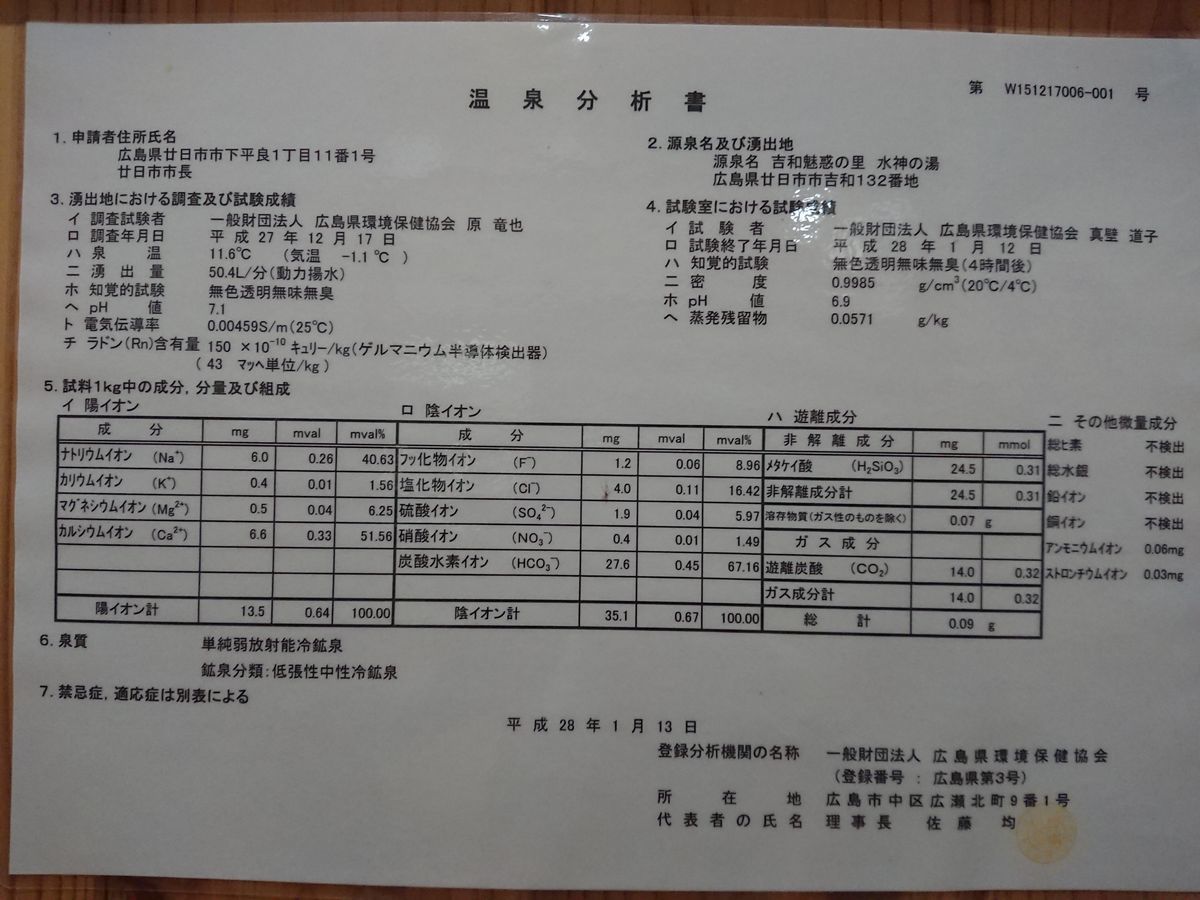 温泉分析書
第 W151217006-001 号
1. 申請者住所氏名
広島県廿日市市下平良1丁目11番1号
廿日市市長
2. 源泉名及び湧出地
源泉名 吉和魅惑の里 水神の湯
広島県廿日市市吉和132番地
3. 湧出地における調査及び試験成績
イ 調査試験者 一般財団法人 広島県環境保健協会 原 竜也
ロ 調査年月日 平成 27 年 12 月 17 日
ハ 泉温 11.6℃ (気温 -1.1 ℃ )
ニ 湧出量 50.4L/分(動力揚水)
ホ 知覚的試験 無色透明無味無臭
ヘ pH 値 7.1
ト 電気伝導率 0.00459S/m(25℃)
チ ラドン(Rn)含有量 150 ×10⁻¹⁰ キュリー/kg(ゲルマニウム半導体検出器)
( 43 マッヘ単位/kg )
4. 試験室における試験成績
イ 試験者 一般財団法人 広島県環境保健協会 真壁 道子
ロ 試験終了年月日 平成 28 年 1 月 12 日
ハ 知覚的試験 無色透明無味無臭(4時間後)
ニ 密度 0.9985 g/cm³(20℃/4℃)
ホ pH 値 6.9
ヘ 蒸発残留物 0.0571 g/kg
5. 試料1kg中の成分,分量及び組成
イ 陽イオン
成分 mg mval mval%
ナトリウムイオン (Na⁺) 6.0 0.26 40.63
カリウムイオン (K⁺) 0.4 0.01 1.56
マグネシウムイオン (Mg²⁺) 0.5 0.04 6.25
カルシウムイオン (Ca²⁺) 6.6 0.33 51.56
陽イオン計 13.5 0.64 100.00
ロ 陰イオン
成分 mg mval mval%
フッ化物イオン (F⁻) 1.2 0.06 8.96
塩化物イオン (Cl⁻) 4.0 0.11 16.42
硫酸イオン (SO₄²⁻) 1.9 0.04 5.97
硝酸イオン (NO₃⁻) 0.4 0.01 1.49
炭酸水素イオン (HCO₃⁻) 27.6 0.45 67.16
陰イオン計 35.1 0.67 100.00
ハ 遊離成分
非解離成分 mg mmol
メタケイ酸 (H₂SiO₃) 24.5 0.31
非解離成分計 24.5 0.31
溶存物質(ガス性のものを除く) 0.07 g
ガス成分
遊離炭酸 (CO₂) 14.0 0.32
ガス成分計 14.0 0.32
総計 0.09 g
ニ その他微量成分
総ヒ素 不検出
総水銀 不検出
鉛イオン 不検出
銅イオン 不検出
アンモニウムイオン 0.06mg
ストロンチウムイオン 0.03mg
6. 泉質 単純弱放射能冷鉱泉
鉱泉分類:低張性中性冷鉱泉
7. 禁忌症,適応症は別表による
平成 28 年 1 月 13 日
登録分析機関の名称 一般財団法人 広島県環境保健協会
(登録番号 : 広島県第3号)
所在地 広島市中区広瀬北町9番1号
代表者の氏名 理事長 佐藤 均